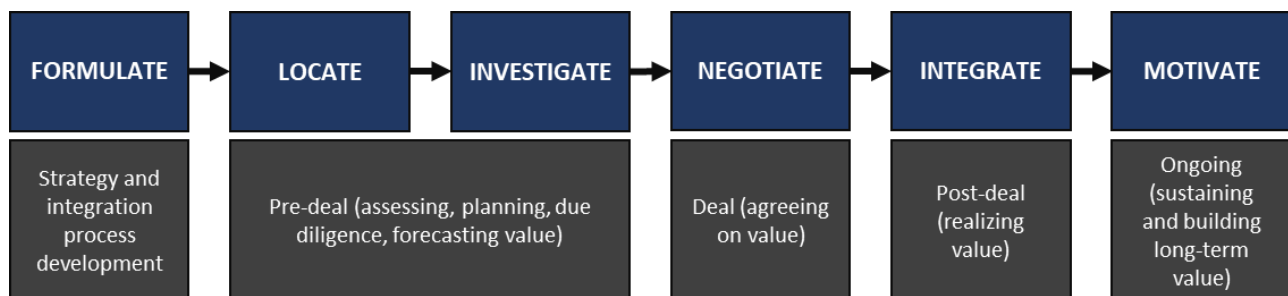 FORMULATE
LOCATE
INVESTIGATE
NEGOTIATE
INTEGRATE
MOTIVATE
Strategy and
integration
process
development
Pre-deal (assessing, planning, due
diligence, forecasting value)
Deal (agreeing
on value)
Post-deal
(realizing
value)
Ongoing
(sustaining
and building
long-term
value)